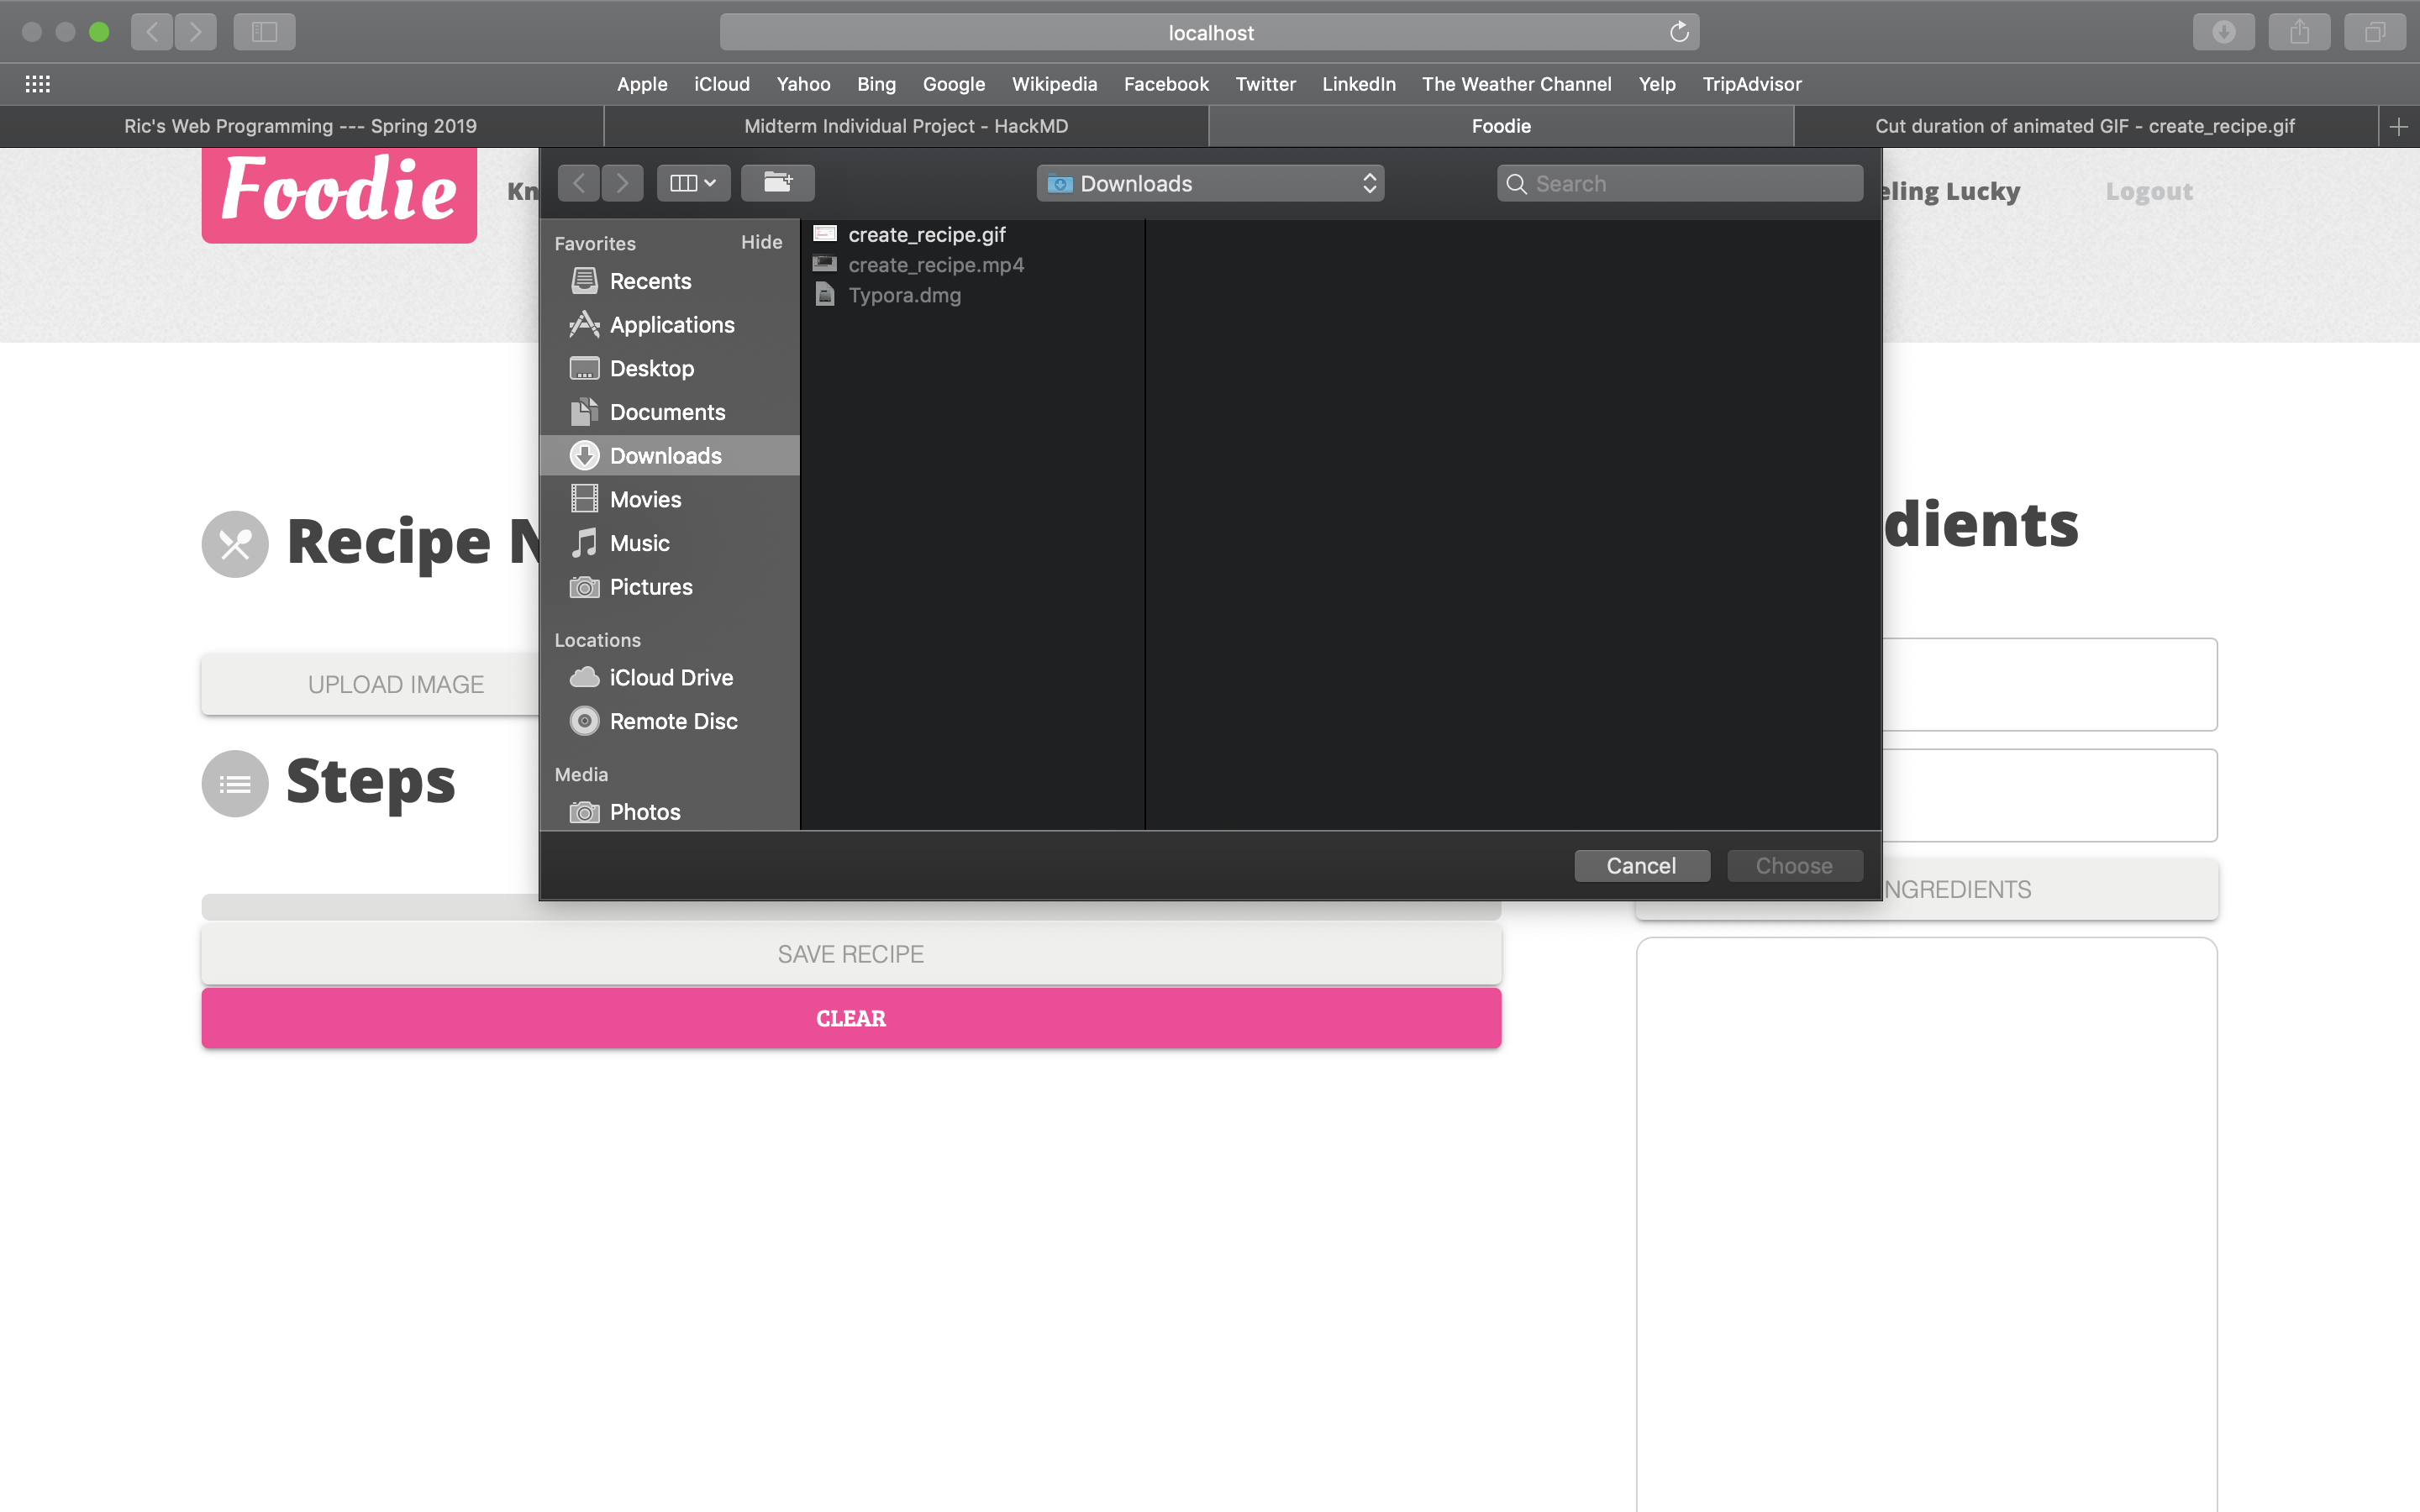 localhost
Apple iCloud Yahoo Bing Google Wikipedia Facebook Twitter LinkedIn The Weather Channel Yelp TripAdvisor
Ric's Web Programming --- Spring 2019 Midterm Individual Project - HackMD Foodie Cut duration of animated GIF - create_recipe.gif
Foodie Kn eling Lucky Logout
Downloads Search
Favorites Hide
Recents
Applications
Desktop
Documents
Downloads
Movies
Music
Pictures
Locations
iCloud Drive
Remote Disc
Media
Photos
create_recipe.gif
create_recipe.mp4
Typora.dmg
Cancel Choose
Recipe N
dients
UPLOAD IMAGE
Steps
NGREDIENTS
SAVE RECIPE
CLEAR